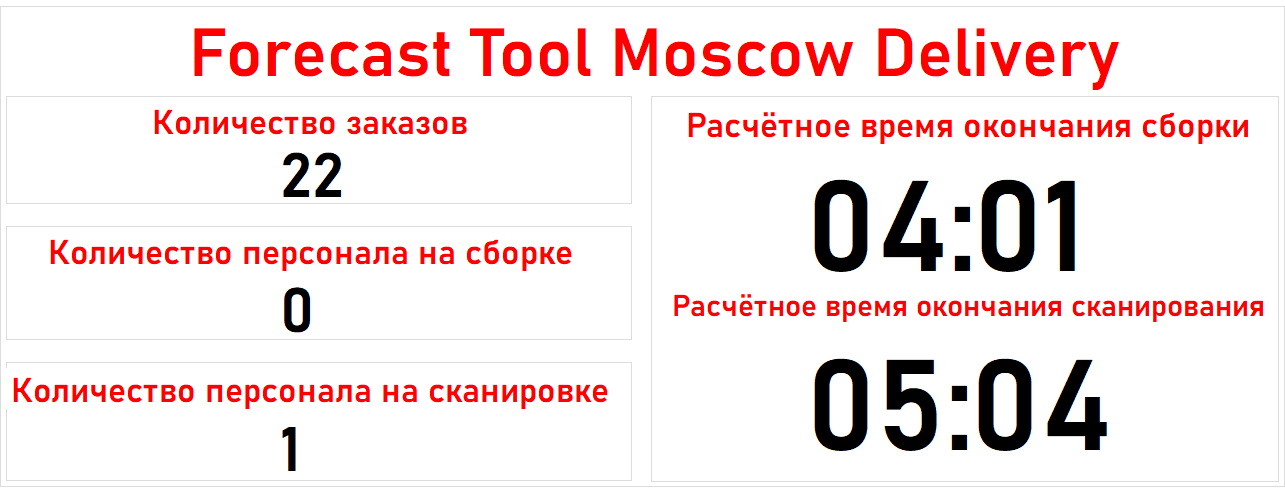 Forecast Tool Moscow Delivery
Количество заказов
22
Количество персонала на сборке
0
Количество персонала на сканировке
1
Расчётное время окончания сборки
04:01
Расчётное время окончания сканирования
05:04